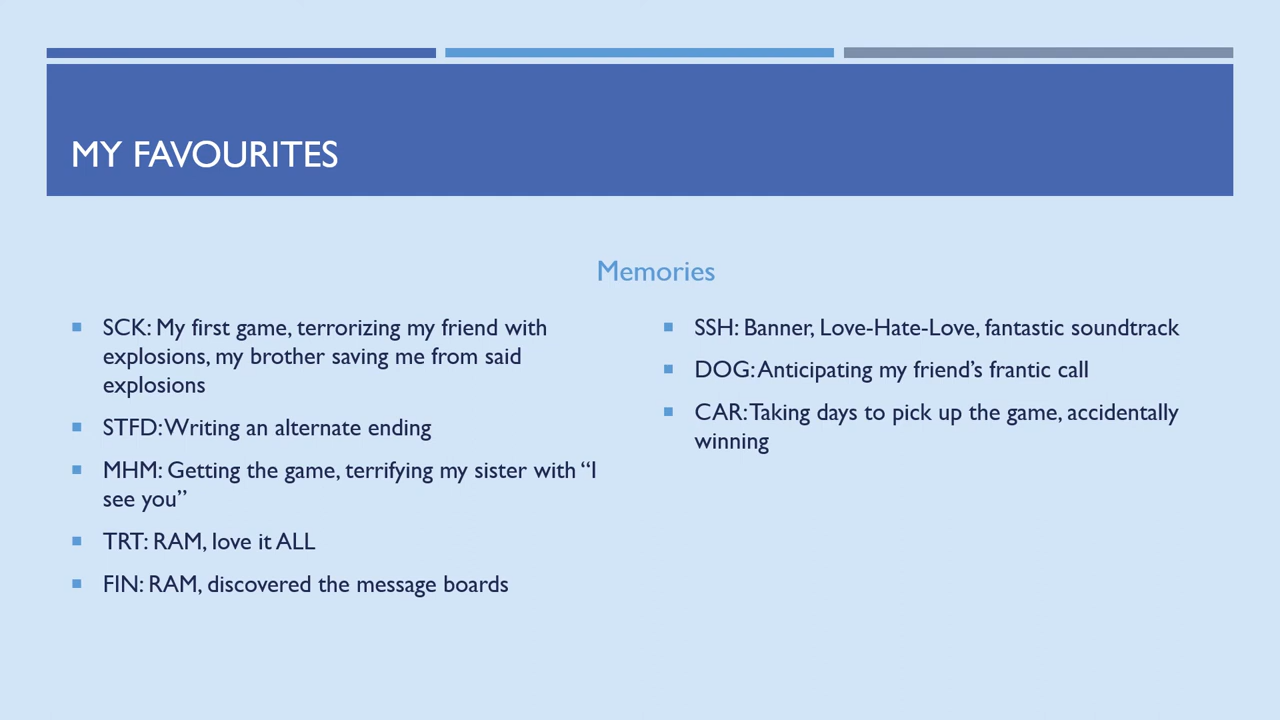 MY FAVOURITES
Memories
SCK: My first game, terrorizing my friend with
explosions, my brother saving me from said
explosions
STFD: Writing an alternate ending
MHM: Getting the game, terrifying my sister with “I
see you”
TRT: RAM, love it ALL
FIN: RAM, discovered the message boards
SSH: Banner, Love-Hate-Love, fantastic soundtrack
DOG: Anticipating my friend’s frantic call
CAR: Taking days to pick up the game, accidentally
winning